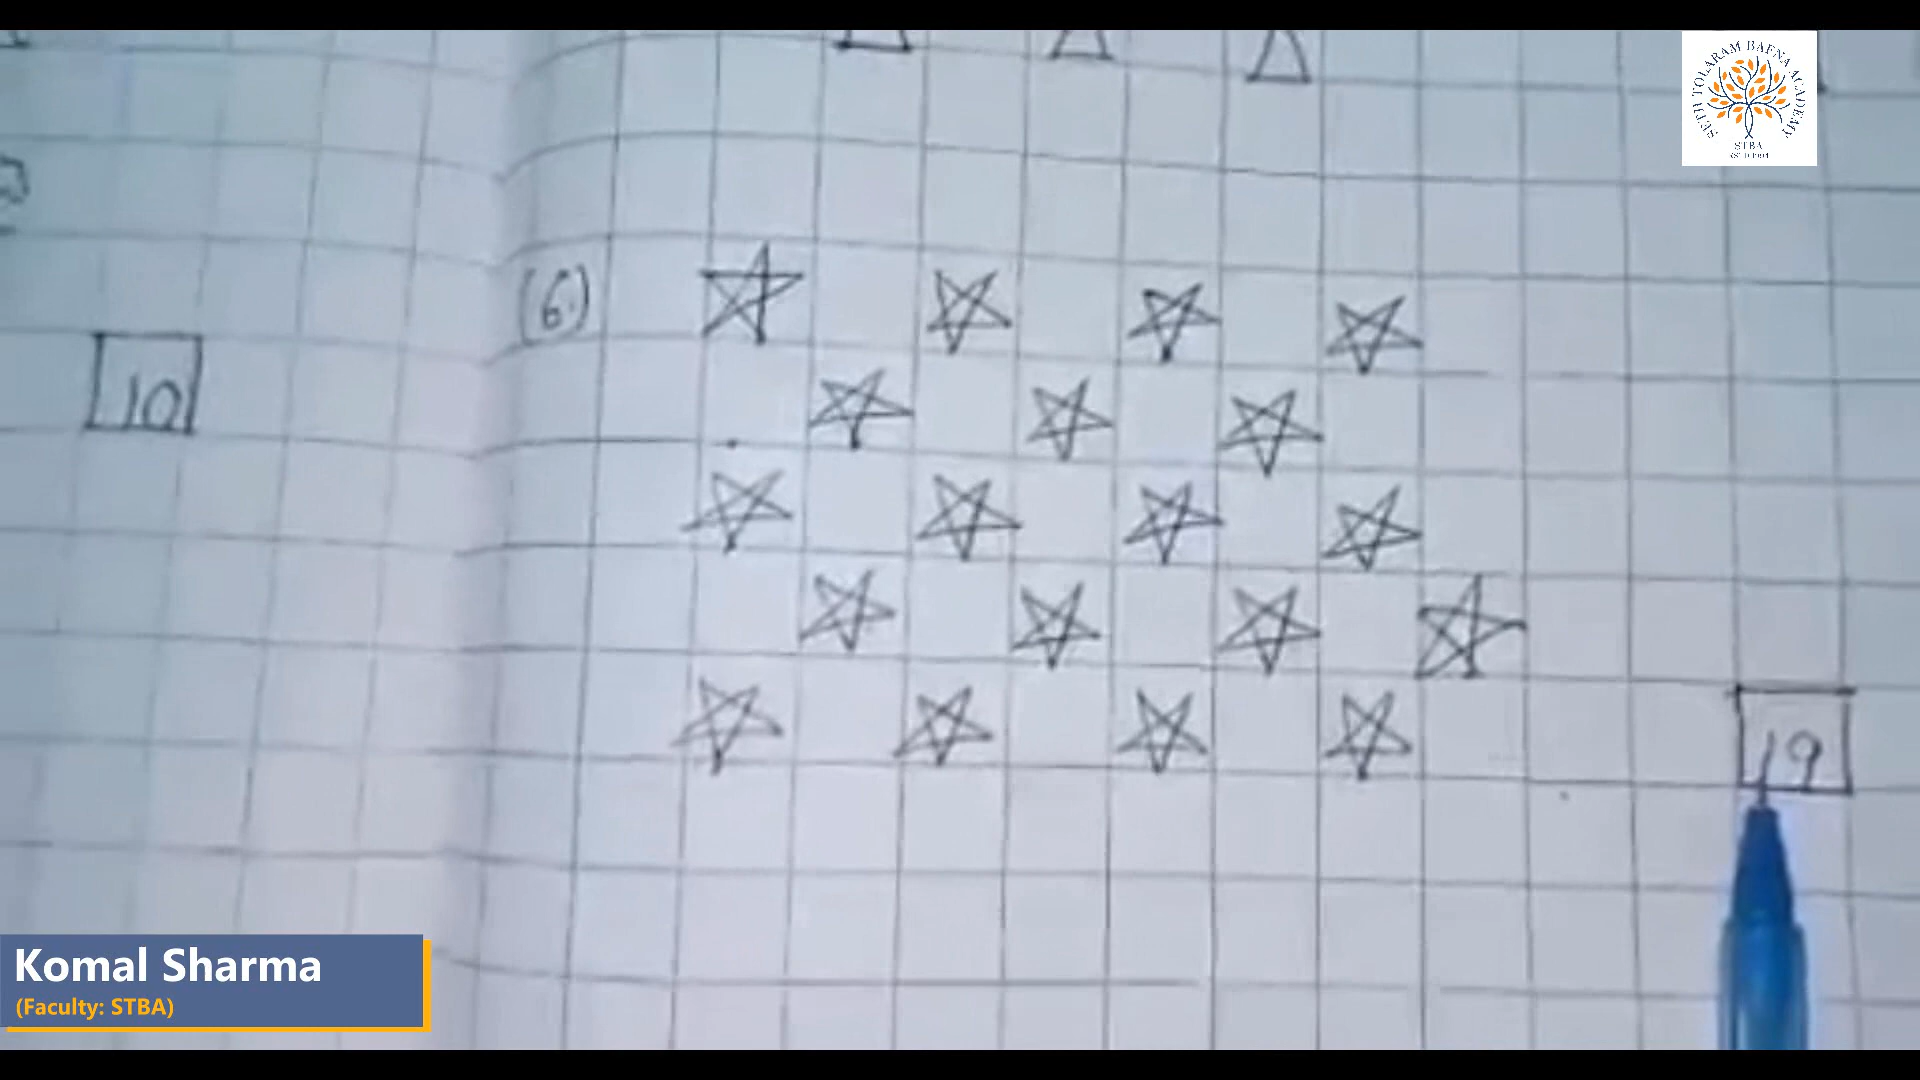 SETH TOLARAM BAFNA ACADEMY
STBA
(6.)
10
19
Komal Sharma
(Faculty: STBA)